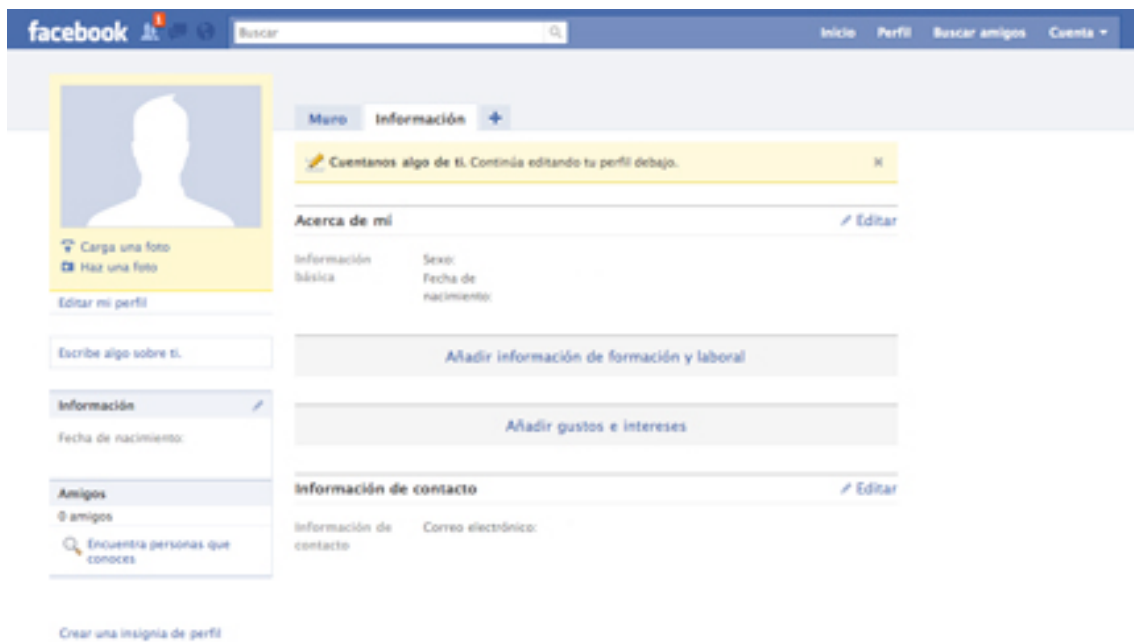 facebook 1 Buscar Inicio Perfil Buscar amigos Cuenta
Muro Información +
Cuentanos algo de ti. Continúa editando tu perfil debajo.
Acerca de mí Editar
Carga una foto
Haz una foto
Editar mi perfil
Información básica
Sexo:
Fecha de
nacimiento:
Escribe algo sobre ti.
Añadir información de formación y laboral
Información
Fecha de nacimiento:
Añadir gustos e intereses
Amigos
0 amigos
Encuentra personas que
conoces
Información de contacto Editar
Información de
contacto
Correo electrónico:
Crear una insignia de perfil